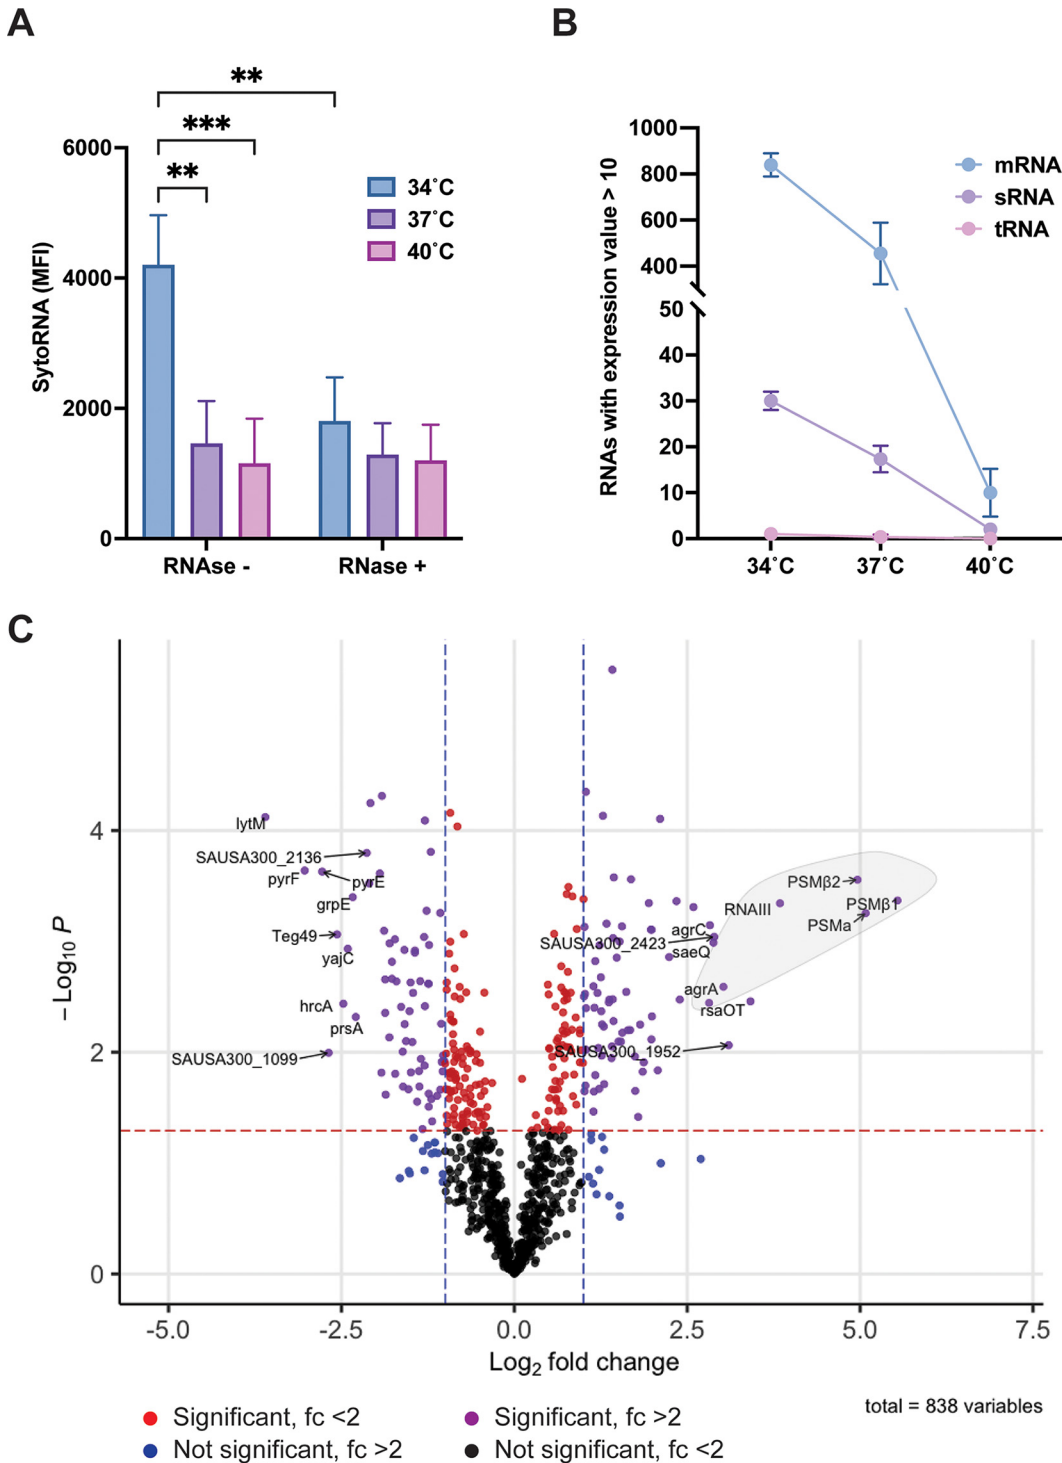 A
B
**
***
**
6000
4000
2000
0
SytoRNA (MFI)
34˚C
37˚C
40˚C
RNAse -
RNase +
1000
800
600
400
50
40
30
20
10
0
RNAs with expression value > 10
mRNA
sRNA
tRNA
34˚C
37˚C
40˚C
C
4
2
0
−Log10 P
lytM
SAUSA300_2136
pyrF
pyrE
grpE
Teg49
yajC
hrcA
prsA
SAUSA300_1099
PSMβ2
PSMβ1
RNAIII
PSMa
agrC
SAUSA300_2423
saeQ
agrA
rsaOT
SAUSA300_1952
-5.0
-2.5
0.0
2.5
5.0
7.5
Log2 fold change
Significant, fc <2
Significant, fc >2
Not significant, fc >2
Not significant, fc <2
total = 838 variables